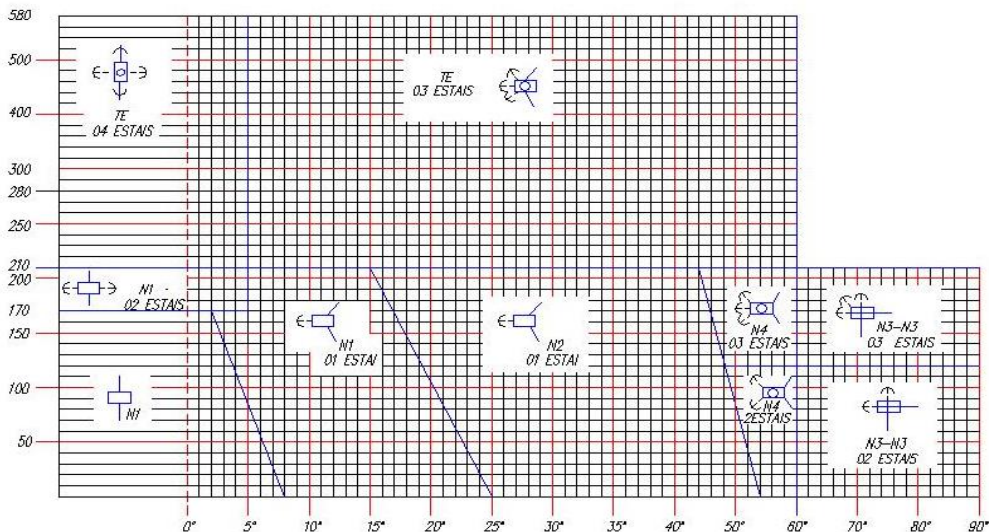 580
500
400
300
280
250
210
200
170
150
100
50
TE
04 ESTAIS
TE
03 ESTAIS
N1 -
02 ESTAIS
N1
N1
01 ESTAI
N2
01 ESTAI
N4
03 ESTAIS
N4
2ESTAIS
N3-N3
03 ESTAIS
N3-N3
02 ESTAIS
0° 5° 10° 15° 20° 25° 30° 35° 40° 45° 50° 55° 60° 70° 80° 90°